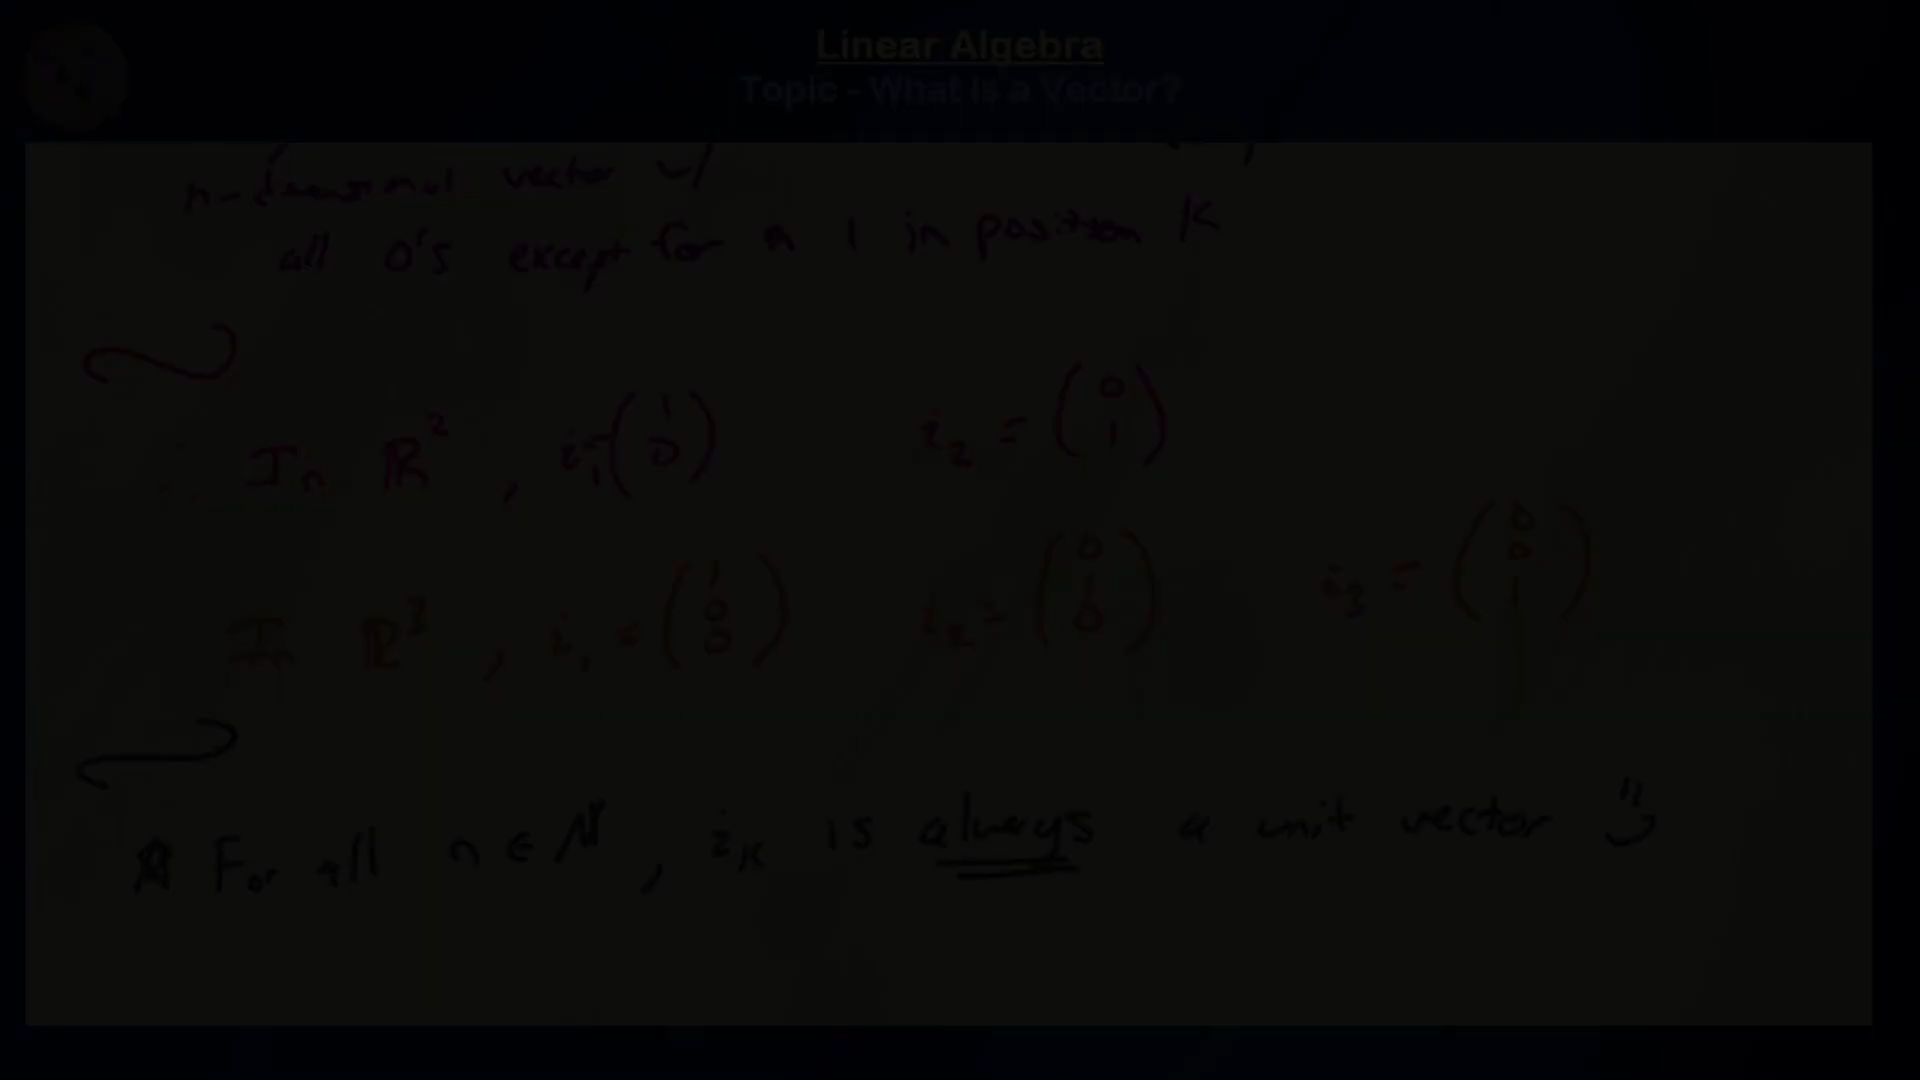 Linear Algebra
Topic - What is a Vector?
n-dimensional vector w/
all 0's except for a 1 in position K
In ℝ², i₁=(1 0) i₂ = (0 1)
In ℝ³, i₁ = (1 0 0) i₂ = (0 1 0) i₃ = (0 0 1)
☆ For all n ∈ ℕ, iₖ is always a unit vector